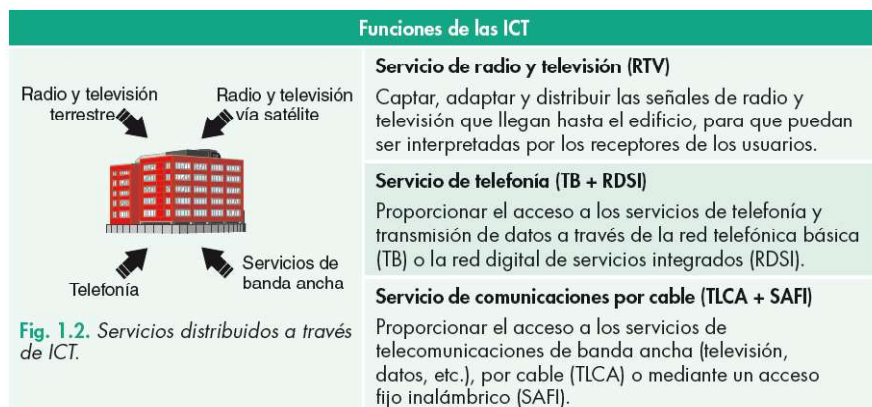 Funciones de las ICT
Radio y televisión
terrestre
Radio y televisión
vía satélite
Telefonía
Servicios de
banda ancha
Fig. 1.2. Servicios distribuidos a través
de ICT.
Servicio de radio y televisión (RTV)
Captar, adaptar y distribuir las señales de radio y
televisión que llegan hasta el edificio, para que puedan
ser interpretadas por los receptores de los usuarios.
Servicio de telefonía (TB + RDSI)
Proporcionar el acceso a los servicios de telefonía y
transmisión de datos a través de la red telefónica básica
(TB) o la red digital de servicios integrados (RDSI).
Servicio de comunicaciones por cable (TLCA + SAFI)
Proporcionar el acceso a los servicios de
telecomunicaciones de banda ancha (televisión,
datos, etc.), por cable (TLCA) o mediante un acceso
fijo inalámbrico (SAFI).